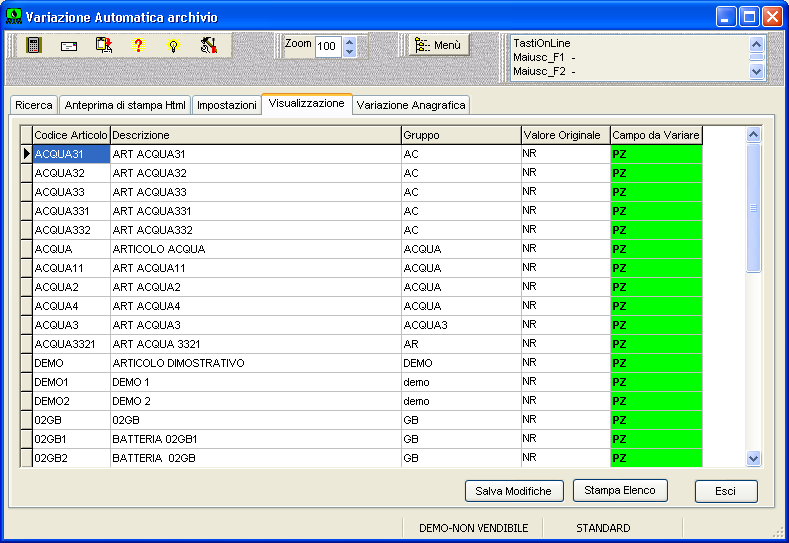 Variazione Automatica archivio
Zoom 100 Menù
TastiOnLine
Maiusc_F1 -
Maiusc_F2 -
Ricerca Anteprima di stampa Html Impostazioni Visualizzazione Variazione Anagrafica
Codice Articolo Descrizione Gruppo Valore Originale Campo da Variare
ACQUA31 ART ACQUA31 AC NR PZ
ACQUA32 ART ACQUA32 AC NR PZ
ACQUA33 ART ACQUA33 AC NR PZ
ACQUA331 ART ACQUA331 AC NR PZ
ACQUA332 ART ACQUA332 AC NR PZ
ACQUA ARTICOLO ACQUA ACQUA NR PZ
ACQUA11 ART ACQUA11 ACQUA NR PZ
ACQUA2 ART ACQUA2 ACQUA NR PZ
ACQUA4 ART ACQUA4 ACQUA NR PZ
ACQUA3 ART ACQUA3 ACQUA3 NR PZ
ACQUA3321 ART ACQUA 3321 AR NR PZ
DEMO ARTICOLO DIMOSTRATIVO DEMO NR PZ
DEMO1 DEMO 1 demo NR PZ
DEMO2 DEMO 2 demo NR PZ
02GB 02GB GB NR PZ
02GB1 BATTERIA 02GB1 GB NR PZ
02GB2 BATTERIA 02GB GB NR PZ
Salva Modifiche Stampa Elenco Esci
DEMO-NON VENDIBILE STANDARD